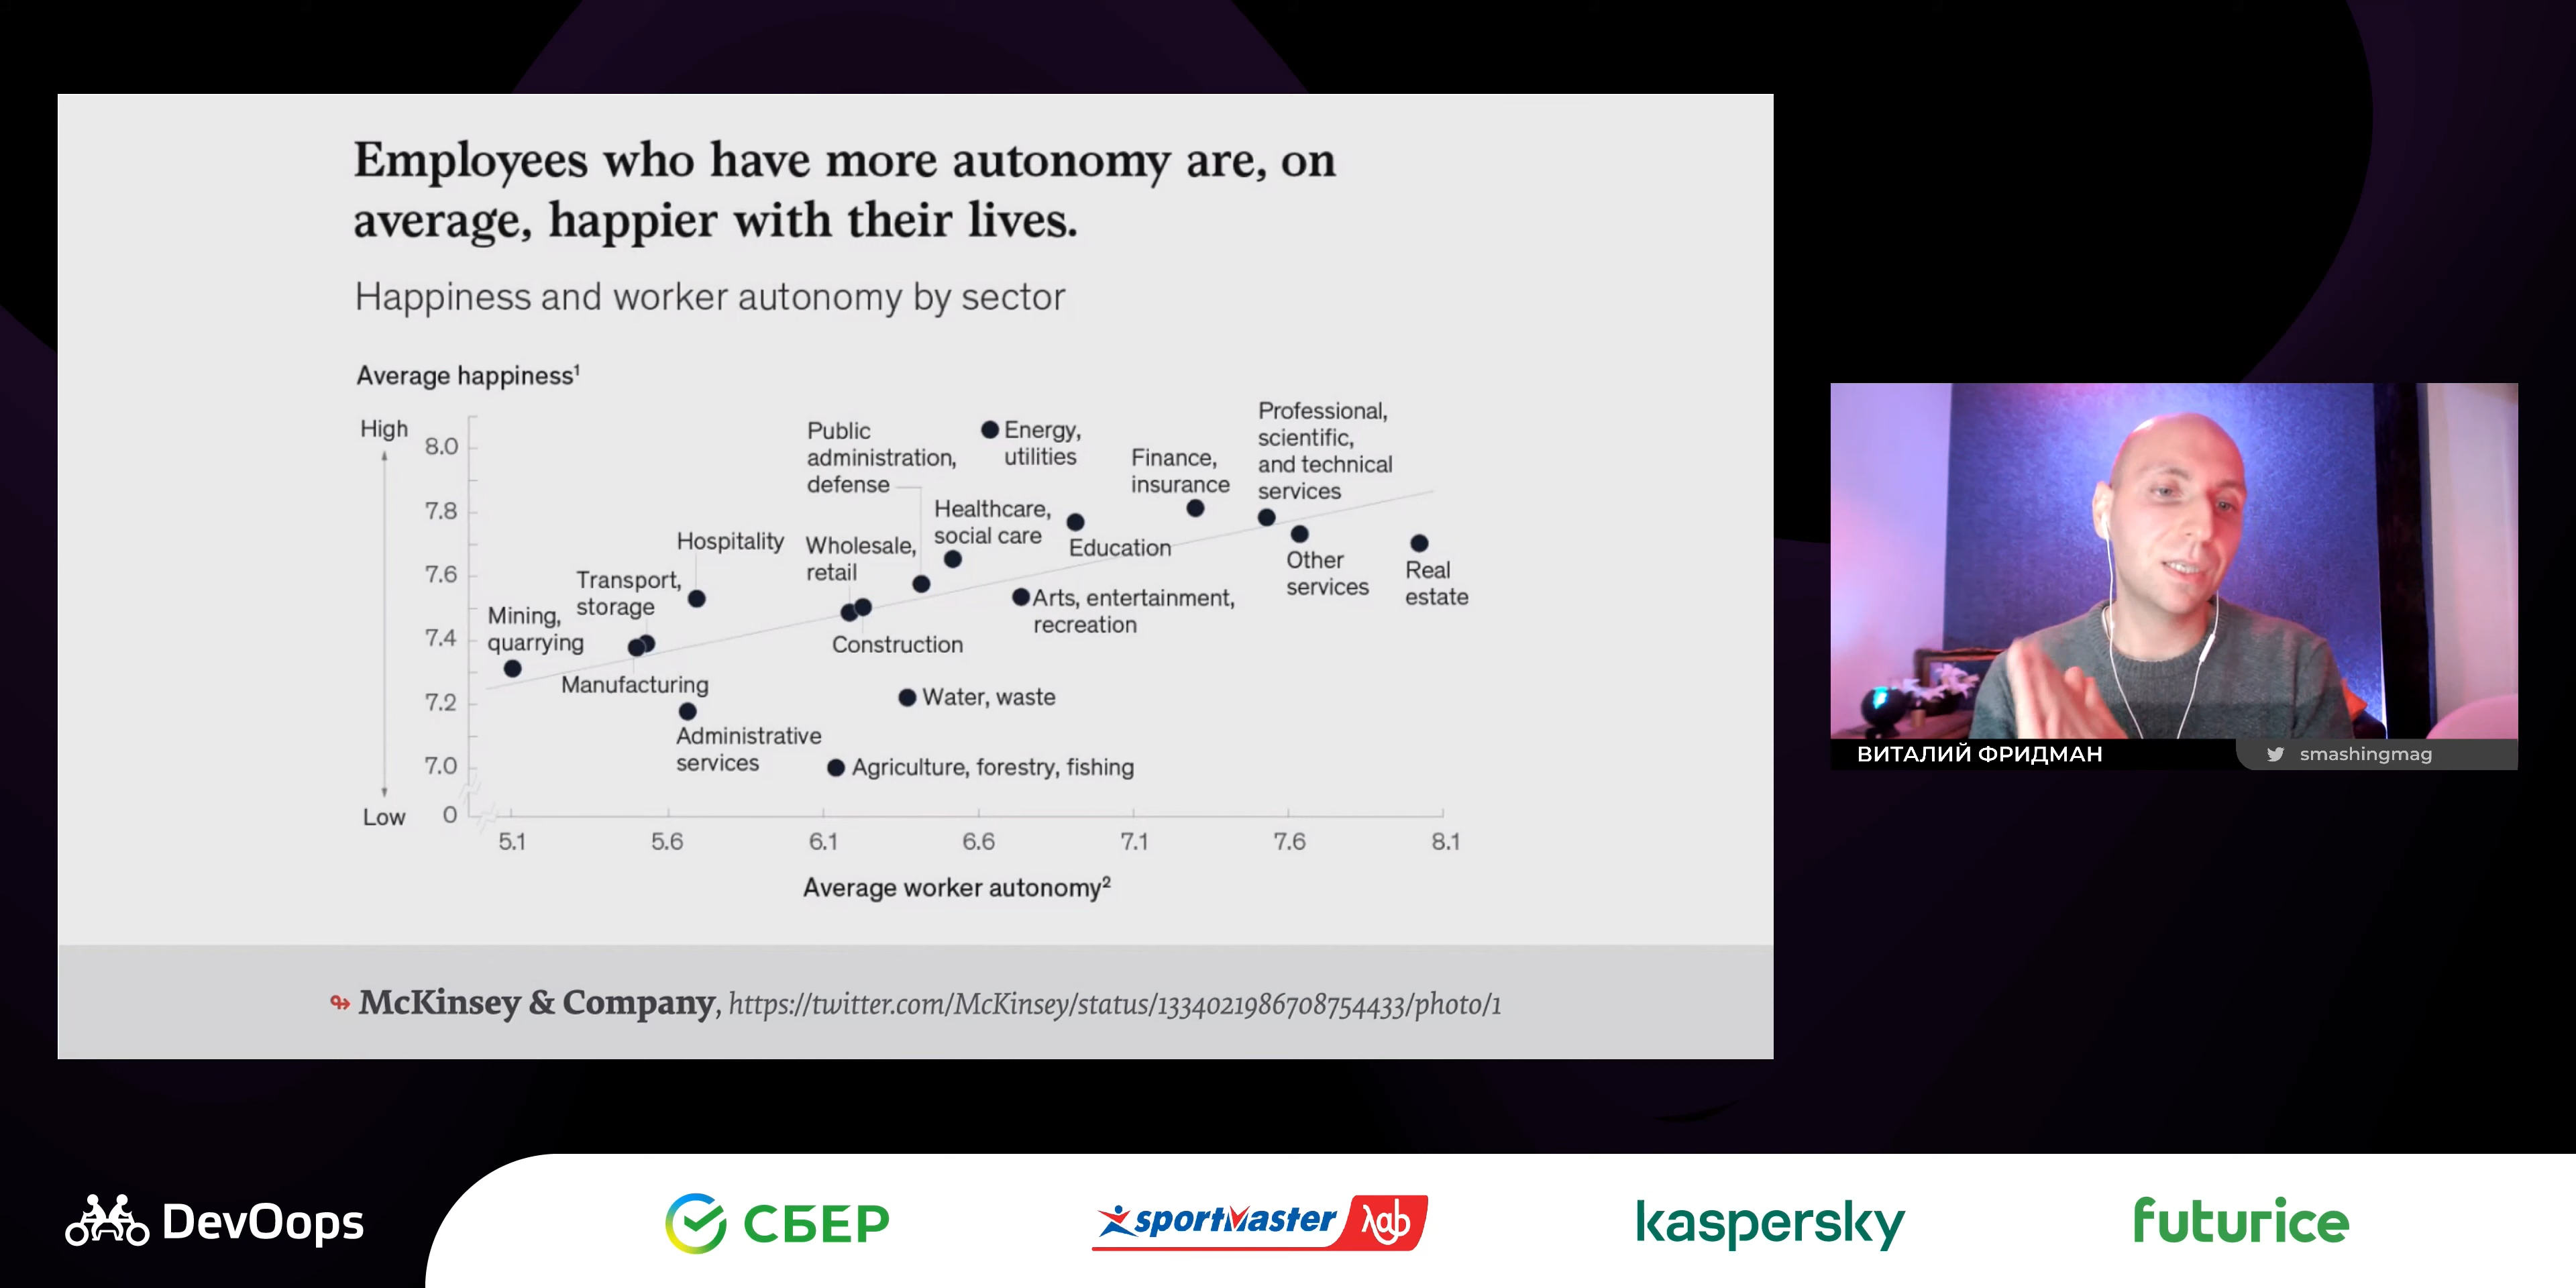 Employees who have more autonomy are, on
average, happier with their lives.
Happiness and worker autonomy by sector
Average happiness¹
High
8.0
7.8
7.6
7.4
7.2
7.0
0
Low
Mining,
quarrying
Transport,
storage
Manufacturing
Hospitality
Administrative
services
Wholesale,
retail
Construction
Public
administration,
defense
Healthcare,
social care
Energy,
utilities
Education
Arts, entertainment,
recreation
Water, waste
Agriculture, forestry, fishing
Finance,
insurance
Professional,
scientific,
and technical
services
Other
services
Real
estate
5.1 5.6 6.1 6.6 7.1 7.6 8.1
Average worker autonomy²
McKinsey & Company, https://twitter.com/McKinsey/status/1334021986708754433/photo/1
ВИТАЛИЙ ФРИДМАН
smashingmag
DevOops
СБЕР
sportmaster лab
kaspersky
futurice